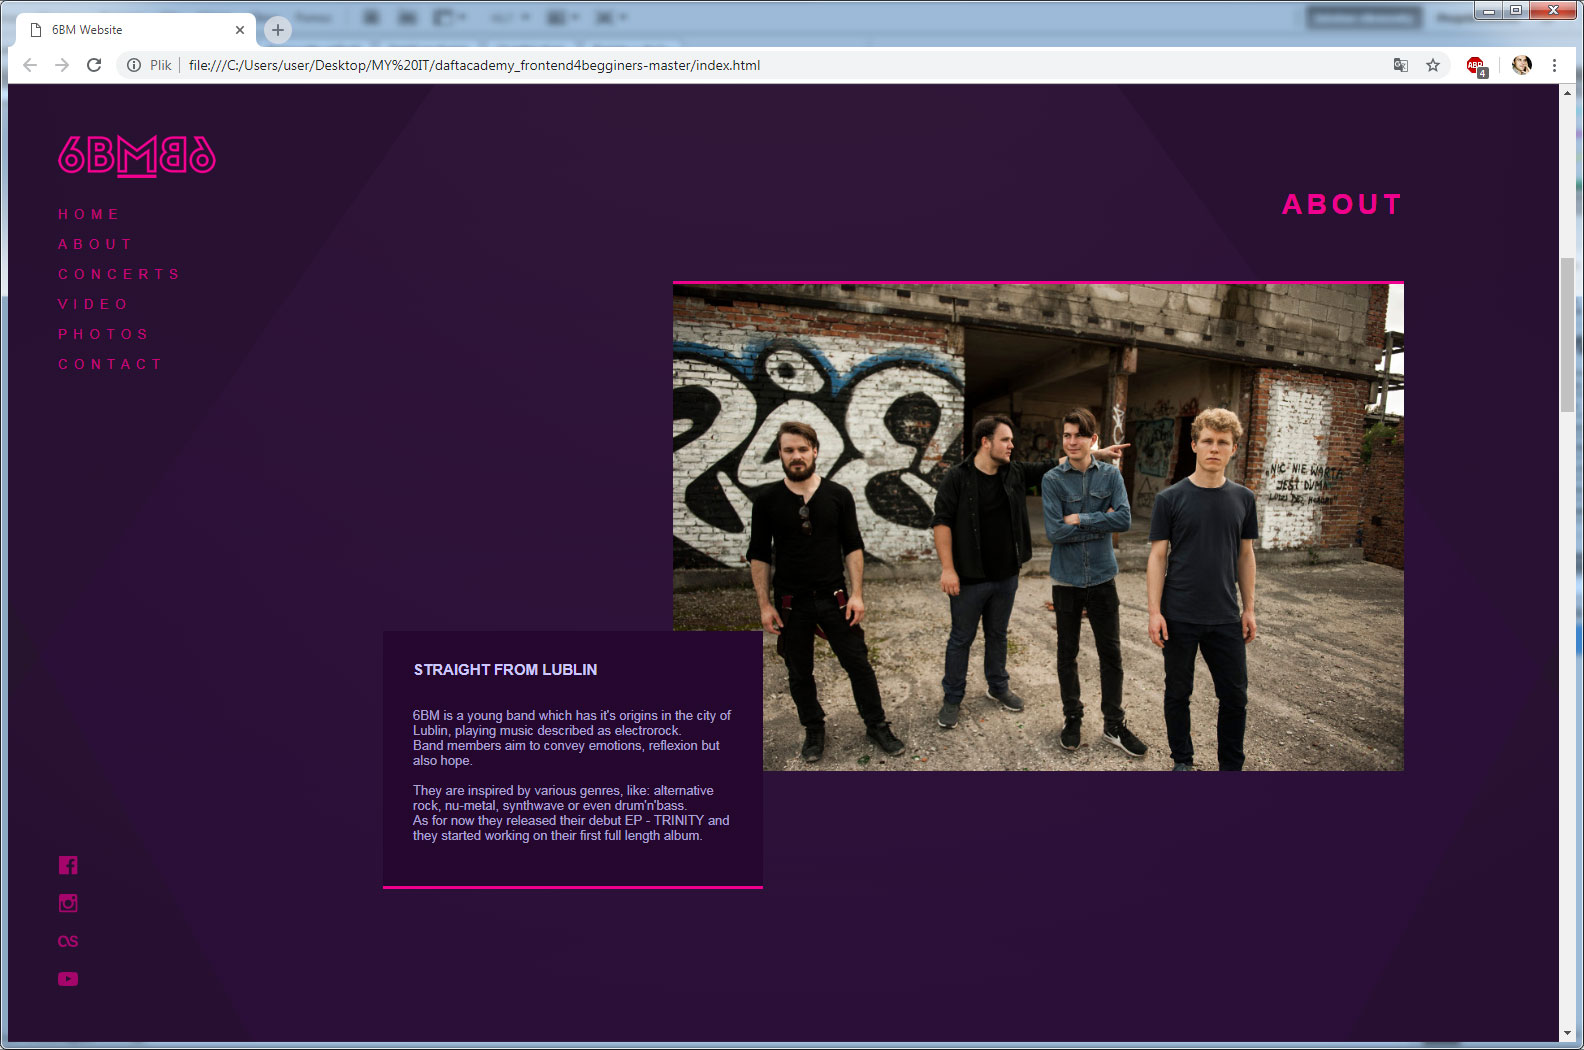 6BM Website
Plik
file:///C:/Users/user/Desktop/MY%20IT/daftacademy_frontend4begginers-master/index.html
ABP
4
6BMB6
HOME
ABOUT
CONCERTS
VIDEO
PHOTOS
CONTACT
ABOUT
„NIC NIE WARTA
JEST DUMA
STRAIGHT FROM LUBLIN
6BM is a young band which has it's origins in the city of
Lublin, playing music described as electrorock.
Band members aim to convey emotions, reflexion but
also hope.
They are inspired by various genres, like: alternative
rock, nu-metal, synthwave or even drum'n'bass.
As for now they released their debut EP - TRINITY and
they started working on their first full length album.